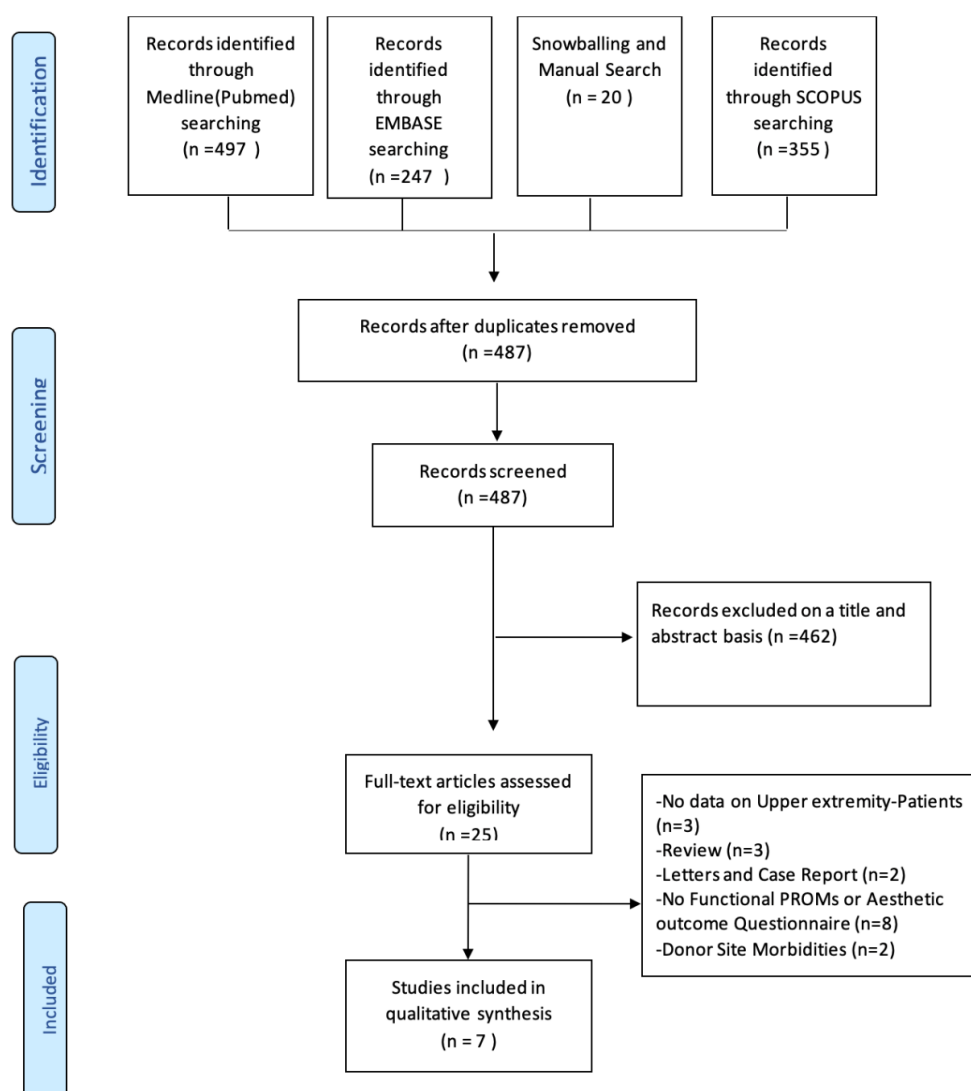 Identification
Records identified
through
Medline(Pubmed)
searching
(n =497 )
Records
identified
through
EMBASE
searching
(n =247 )
Snowballing and
Manual Search
(n = 20 )
Records
identified
through SCOPUS
searching
(n =355 )
Screening
Records after duplicates removed
(n =487)
Records screened
(n =487)
Records excluded on a title and
abstract basis (n =462)
Eligibility
Full-text articles assessed
for eligibility
(n =25)
-No data on Upper extremity-Patients
(n=3)
-Review (n=3)
-Letters and Case Report (n=2)
-No Functional PROMs or Aesthetic
outcome Questionnaire (n=8)
-Donor Site Morbidities (n=2)
Included
Studies included in
qualitative synthesis
(n = 7 )